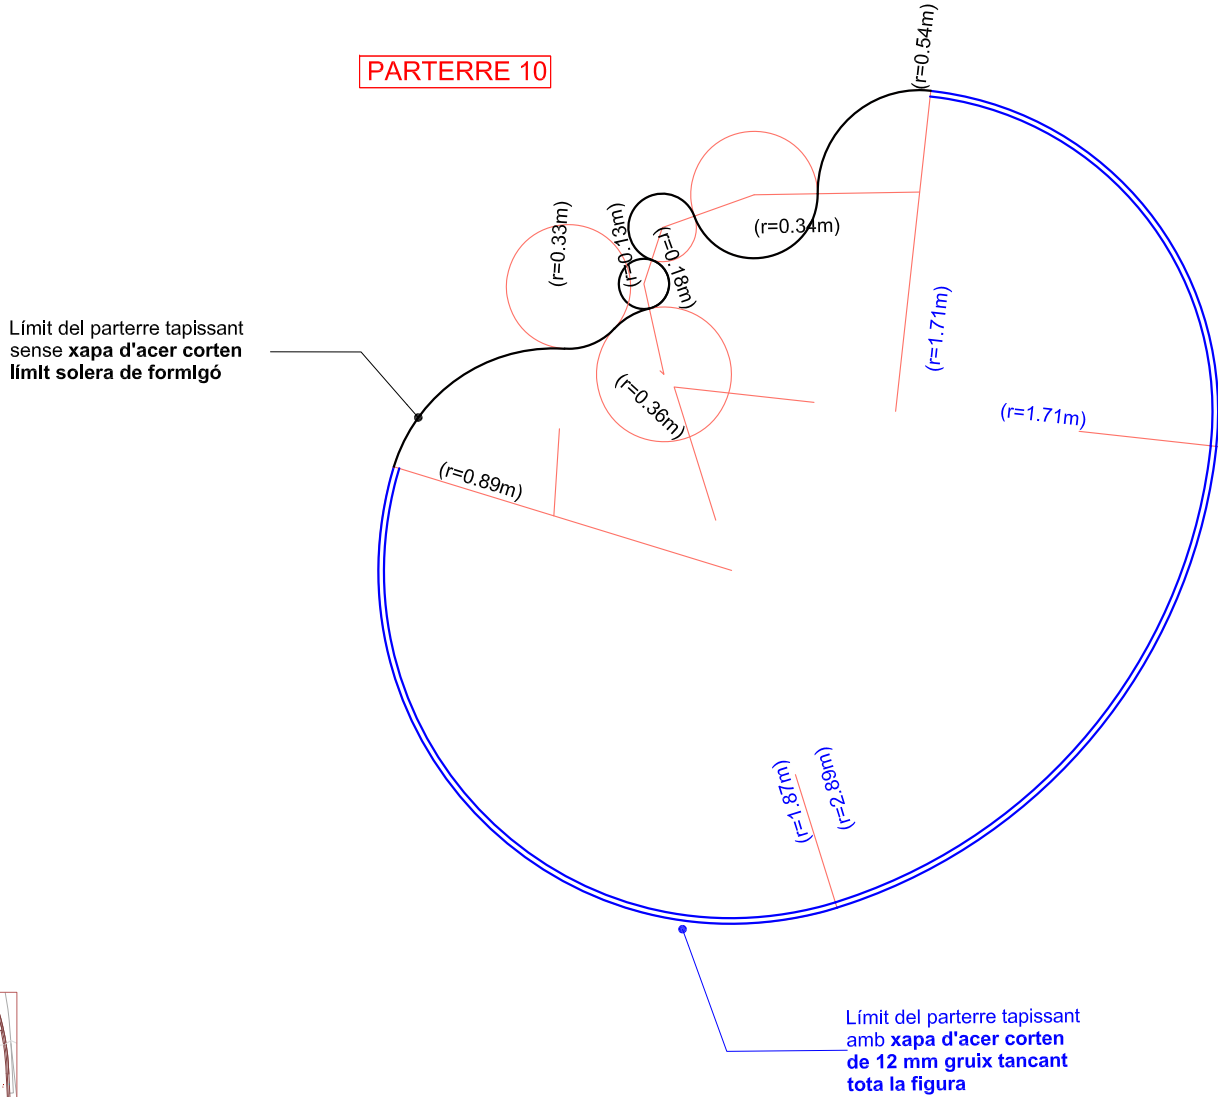 PARTERRE 10
(r=0.54m)
(r=0.33m)
(r=0.13m)
(r=0.18m)
(r=0.34m)
(r=1.71m)
Límit del parterre tapissant
sense xapa d'acer corten
límIt solera de formIgó
(r=0.36m)
(r=1.71m)
(r=0.89m)
(r=1.87m)
(r=2.89m)
Límit del parterre tapissant
amb xapa d'acer corten
de 12 mm gruix tancant
tota la figura